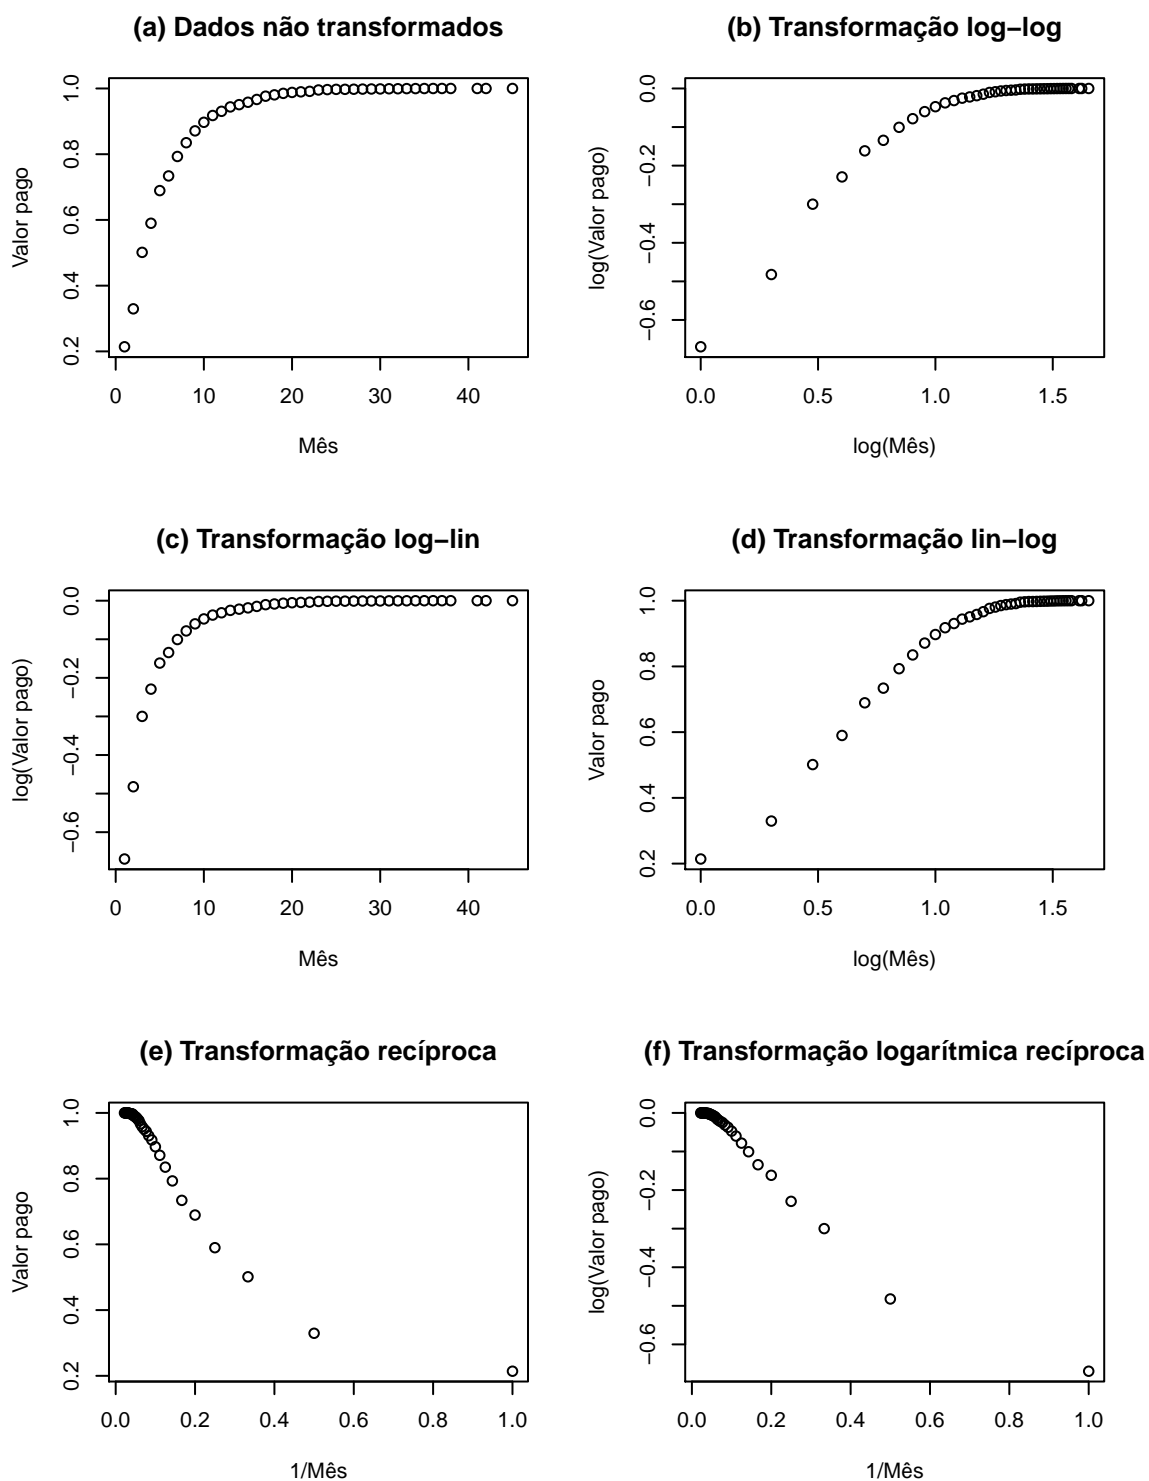 (a) Dados não transformados
Valor pago
0.2 0.4 0.6 0.8 1.0
0 10 20 30 40
Mês
(b) Transformação log−log
log(Valor pago)
−0.6 −0.4 −0.2 0.0
0.0 0.5 1.0 1.5
log(Mês)
(c) Transformação log−lin
log(Valor pago)
−0.6 −0.4 −0.2 0.0
0 10 20 30 40
Mês
(d) Transformação lin−log
Valor pago
0.2 0.4 0.6 0.8 1.0
0.0 0.5 1.0 1.5
log(Mês)
(e) Transformação recíproca
Valor pago
0.2 0.4 0.6 0.8 1.0
0.0 0.2 0.4 0.6 0.8 1.0
1/Mês
(f) Transformação logarítmica recíproca
log(Valor pago)
−0.6 −0.4 −0.2 0.0
0.0 0.2 0.4 0.6 0.8 1.0
1/Mês